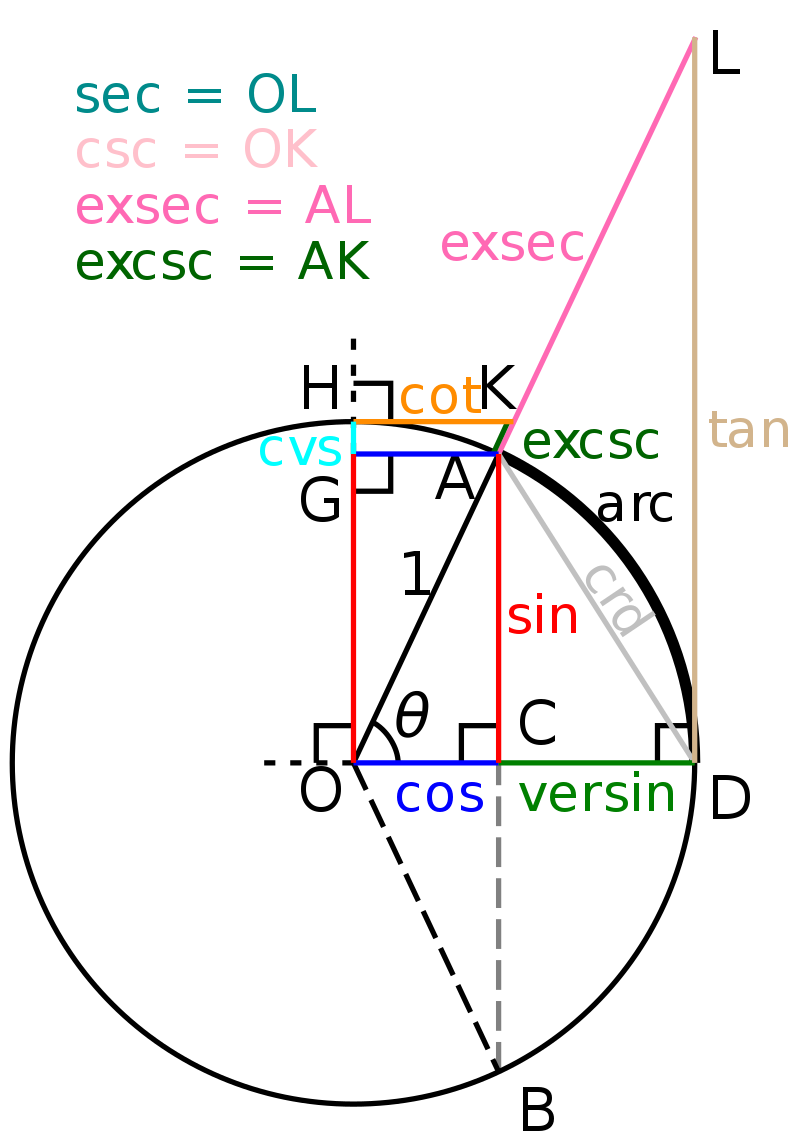 L
sec = OL
csc = OK
exsec = AL
exsec
excsc = AK
H
cot
K
tan
cvs
excsc
A
G
arc
1
crd
sin
θ
C
O
cos
versin
D
B